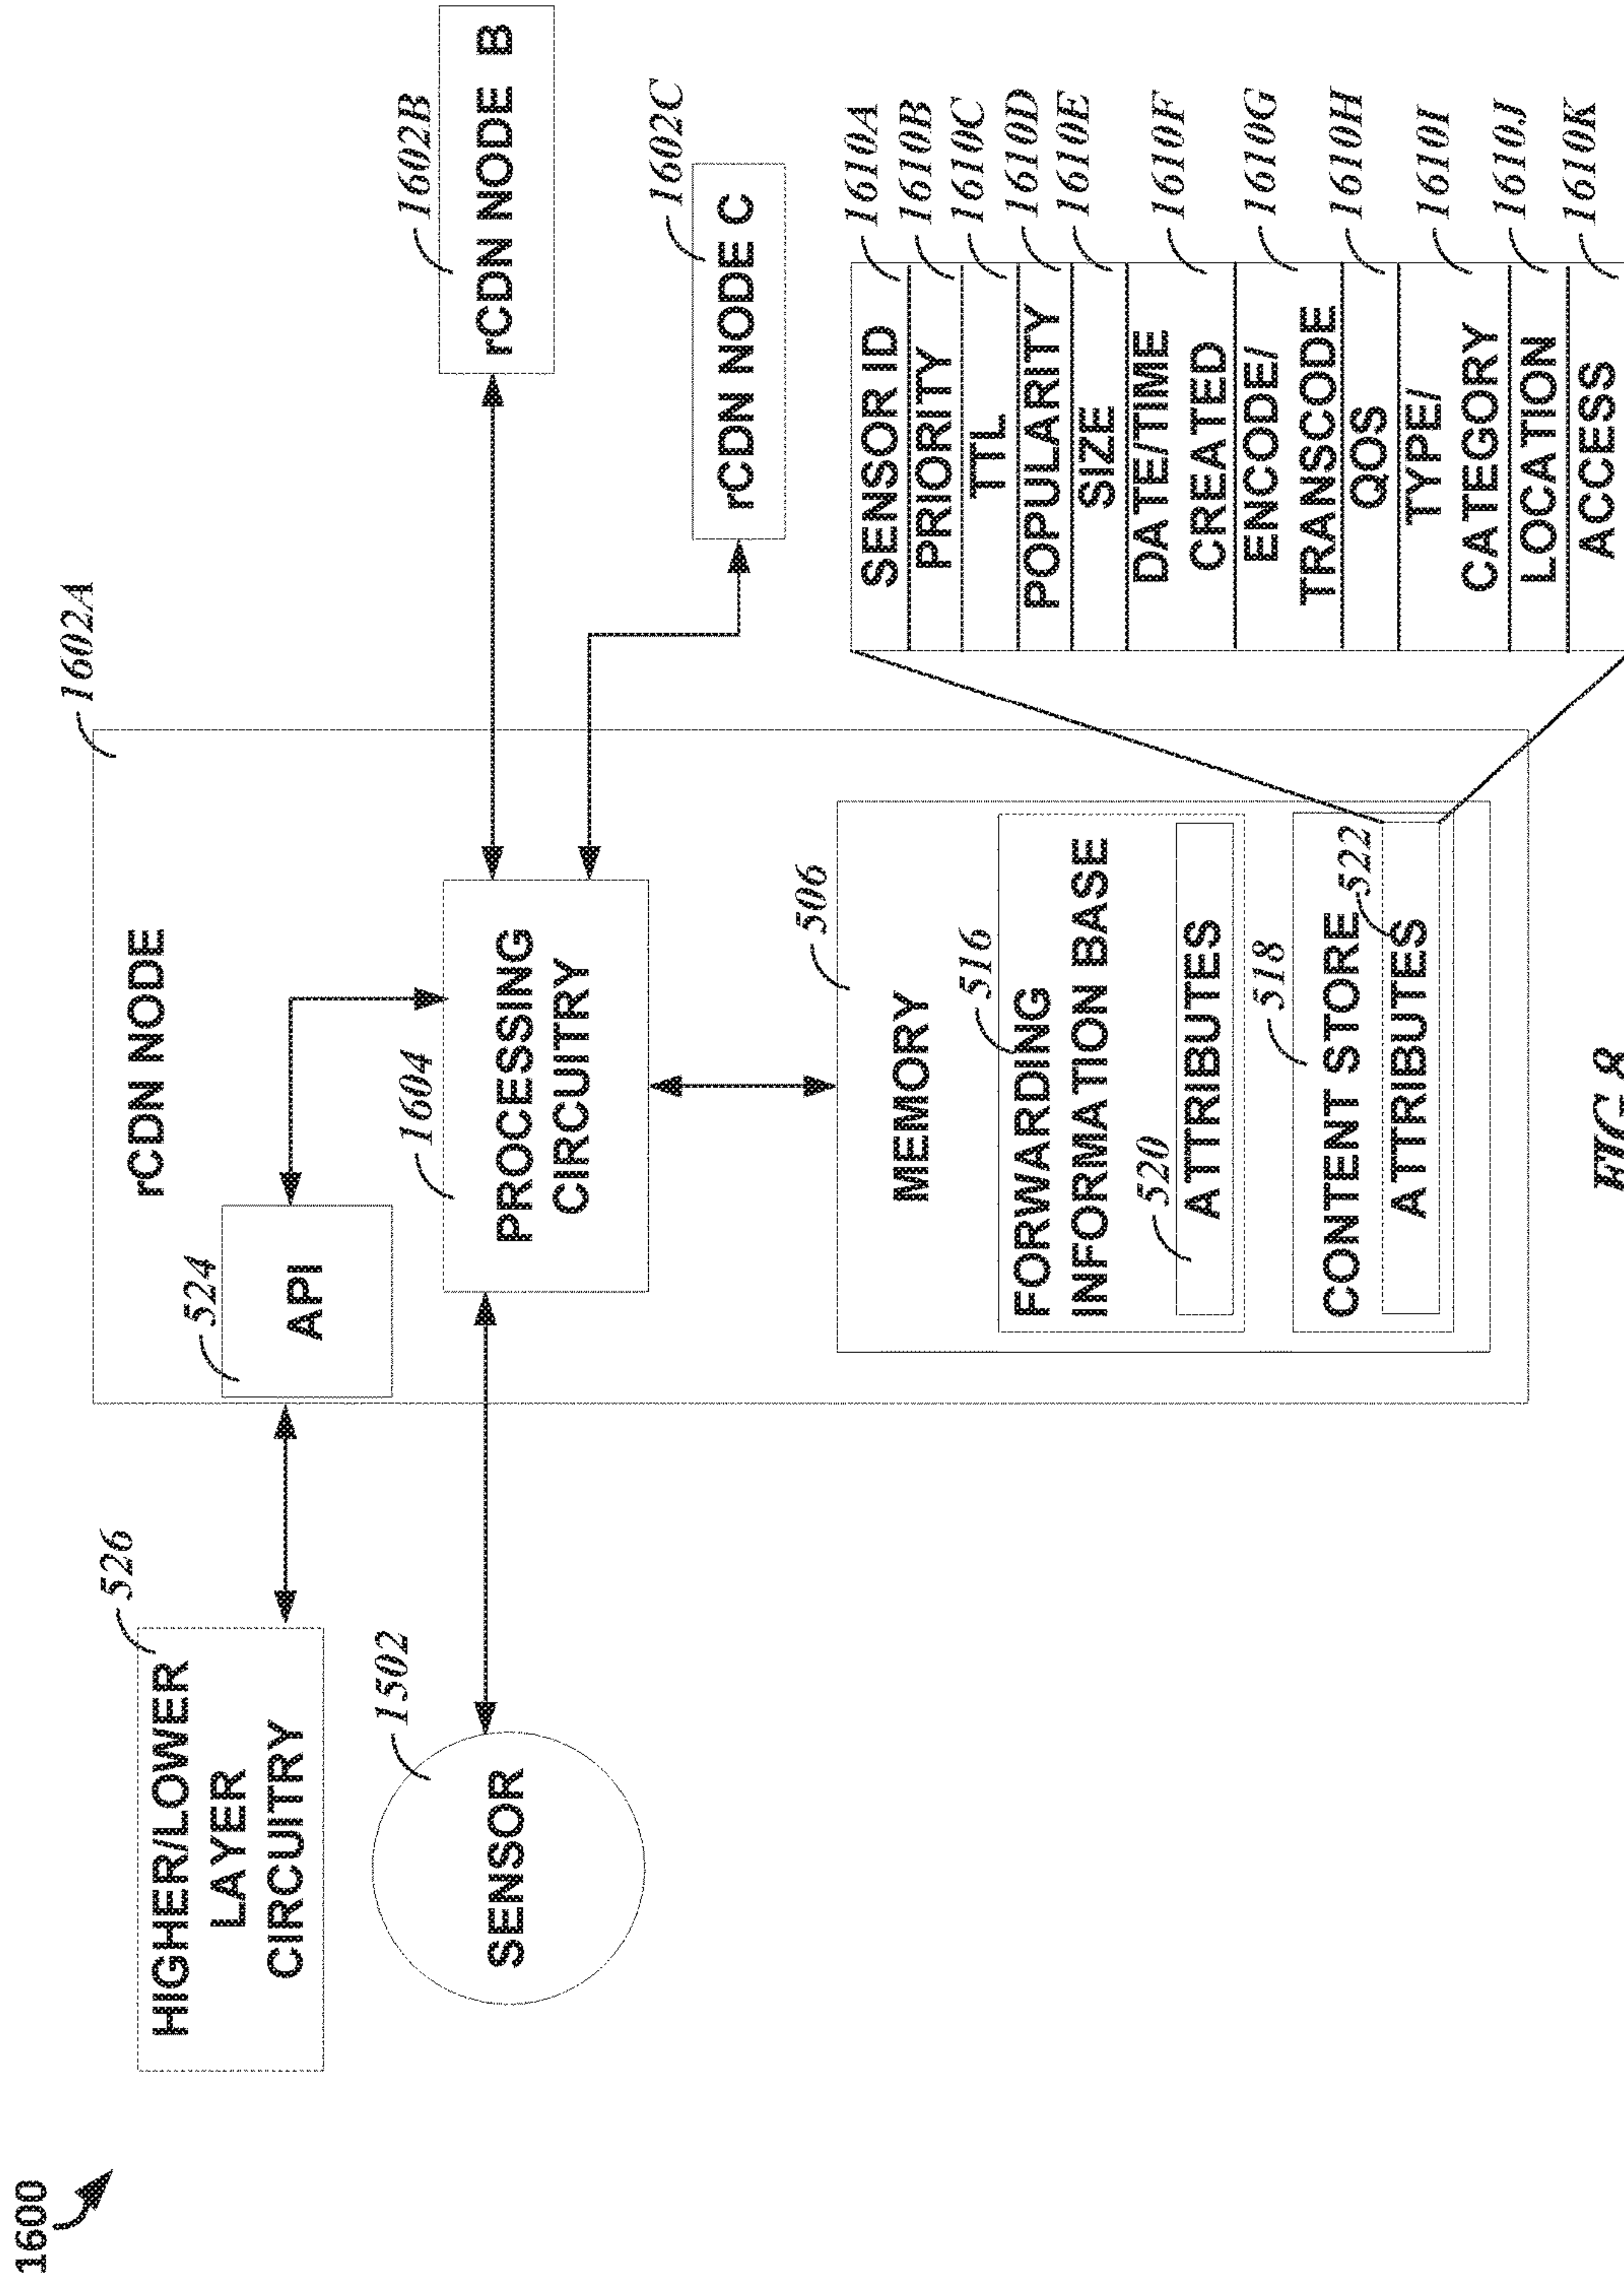 1600
1602A
rCDN NODE
526
HIGHER/LOWER
LAYER
CIRCUITRY
524
API
1502
SENSOR
1604
PROCESSING
CIRCUITRY
1602B
rCDN NODE B
1602C
rCDN NODE C
506
MEMORY
516
FORWARDING
INFORMATION BASE
520
ATTRIBUTES
518
CONTENT STORE
522
ATTRIBUTES
SENSOR ID 1610A
PRIORITY 1610B
TTL 1610C
POPULARITY 1610D
SIZE 1610E
DATE/TIME
CREATED 1610F
ENCODE/
TRANSCODE 1610G
QOS 1610H
TYPE/
CATEGORY 1610I
LOCATION 1610J
ACCESS 1610K
FIG. 8